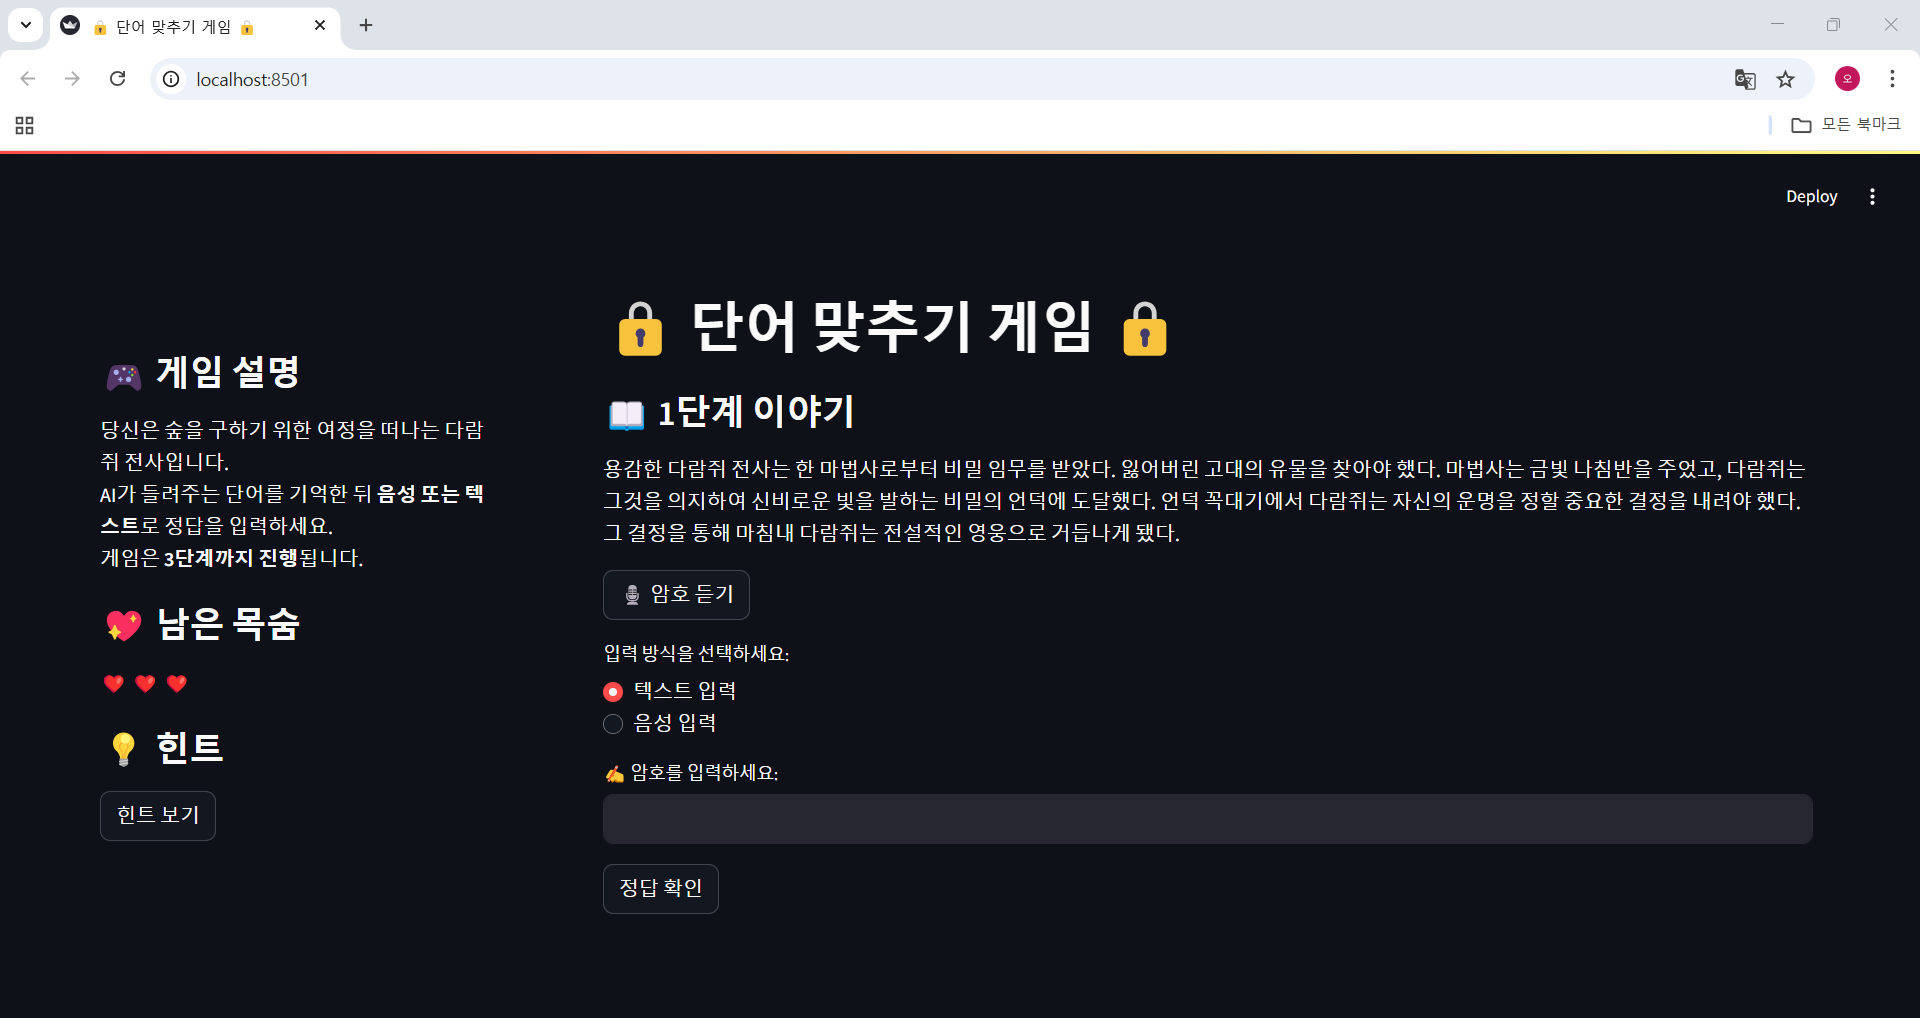 🔒 단어 맞추기 게임 🔒
localhost:8501
오
모든 북마크
Deploy
🎮 게임 설명
당신은 숲을 구하기 위한 여정을 떠나는 다람
쥐 전사입니다.
AI가 들려주는 단어를 기억한 뒤 음성 또는 텍
스트로 정답을 입력하세요.
게임은 3단계까지 진행됩니다.
💖 남은 목숨
❤️ ❤️ ❤️
💡 힌트
힌트 보기
🔒 단어 맞추기 게임 🔒
📖 1단계 이야기
용감한 다람쥐 전사는 한 마법사로부터 비밀 임무를 받았다. 잃어버린 고대의 유물을 찾아야 했다. 마법사는 금빛 나침반을 주었고, 다람쥐는
그것을 의지하여 신비로운 빛을 발하는 비밀의 언덕에 도달했다. 언덕 꼭대기에서 다람쥐는 자신의 운명을 정할 중요한 결정을 내려야 했다.
그 결정을 통해 마침내 다람쥐는 전설적인 영웅으로 거듭나게 됐다.
🎙️ 암호 듣기
입력 방식을 선택하세요:
텍스트 입력
음성 입력
✍️ 암호를 입력하세요:
정답 확인